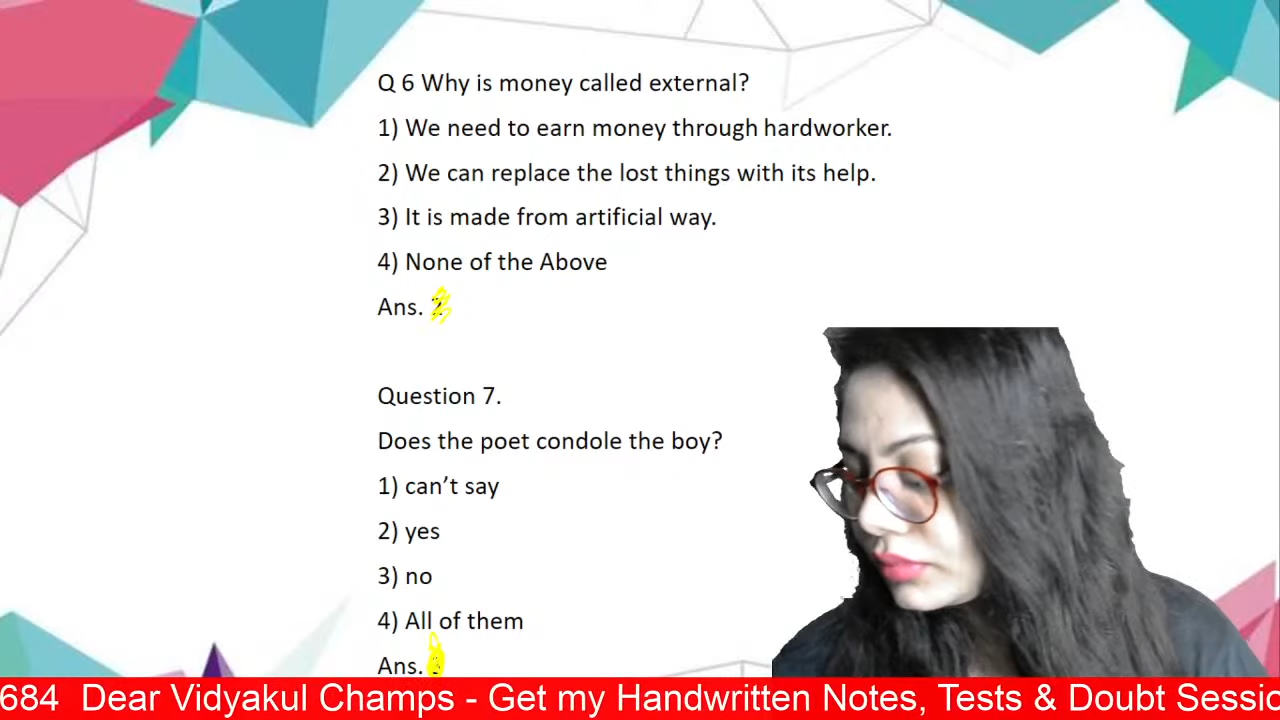 Q 6 Why is money called external?
1) We need to earn money through hardworker.
2) We can replace the lost things with its help.
3) It is made from artificial way.
4) None of the Above
Ans. 2
Question 7.
Does the poet condole the boy?
1) can’t say
2) yes
3) no
4) All of them
Ans.
684 Dear Vidyakul Champs - Get my Handwritten Notes, Tests & Doubt Sessio